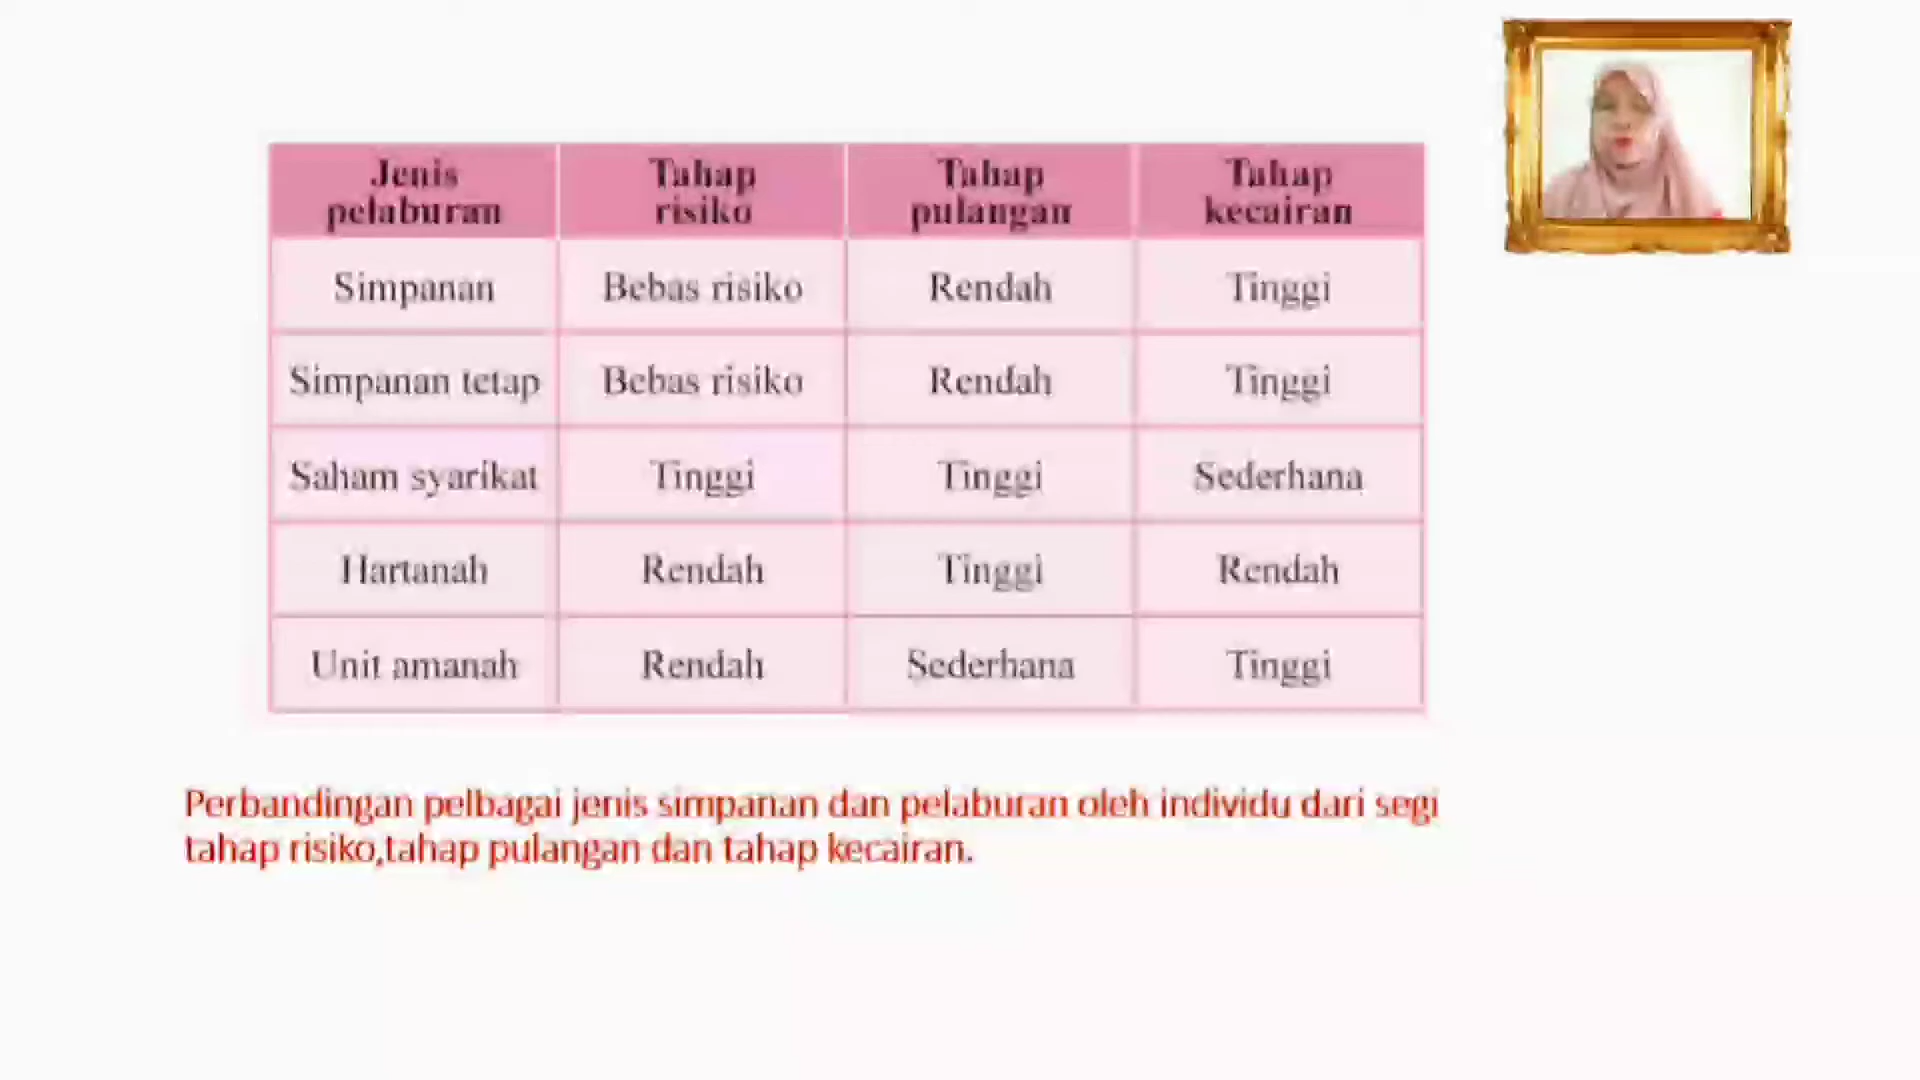 Jenis pelaburan
Tahap risiko
Tahap pulangan
Tahap kecairan
Simpanan
Bebas risiko
Rendah
Tinggi
Simpanan tetap
Bebas risiko
Rendah
Tinggi
Saham syarikat
Tinggi
Tinggi
Sederhana
Hartanah
Rendah
Tinggi
Rendah
Unit amanah
Rendah
Sederhana
Tinggi
Perbandingan pelbagai jenis simpanan dan pelaburan oleh individu dari segi
tahap risiko,tahap pulangan dan tahap kecairan.